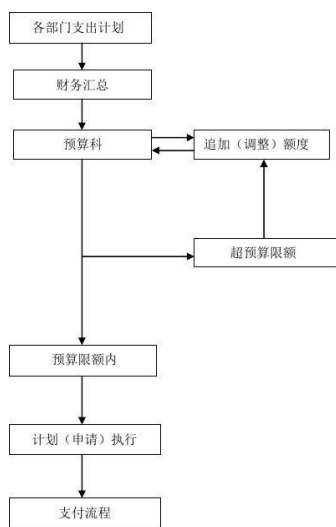 各部门支出计划
财务汇总
预算科
追加（调整）额度
超预算限额
预算限额内
计划（申请）执行
支付流程